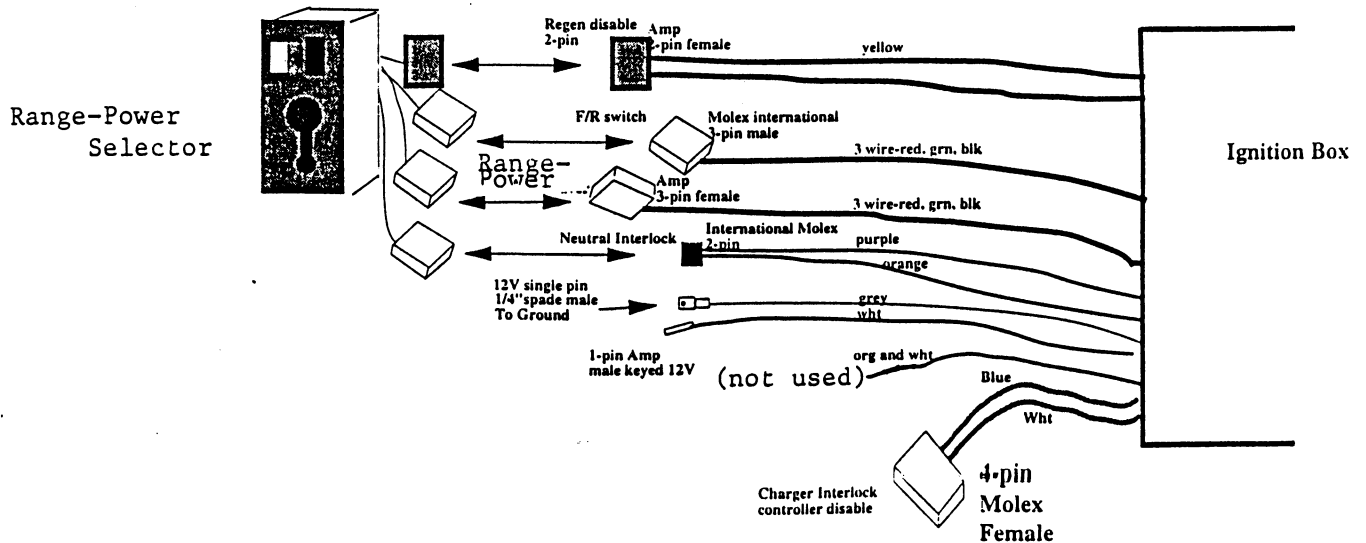 Range-Power
Selector
Regen disable
2-pin
Amp
2-pin female
yellow
F/R switch
Molex international
3-pin male
3 wire-red, grn, blk
Ignition Box
Range-
Power
Amp
3-pin female
3 wire-red, grn, blk
Neutral Interlock
International Molex
2-pin
purple
orange
12V single pin
1/4" spade male
To Ground
grey
wht
1-pin Amp
male keyed 12V
(not used)
org and wht
Blue
Wht
Charger Interlock
controller disable
4-pin
Molex
Female